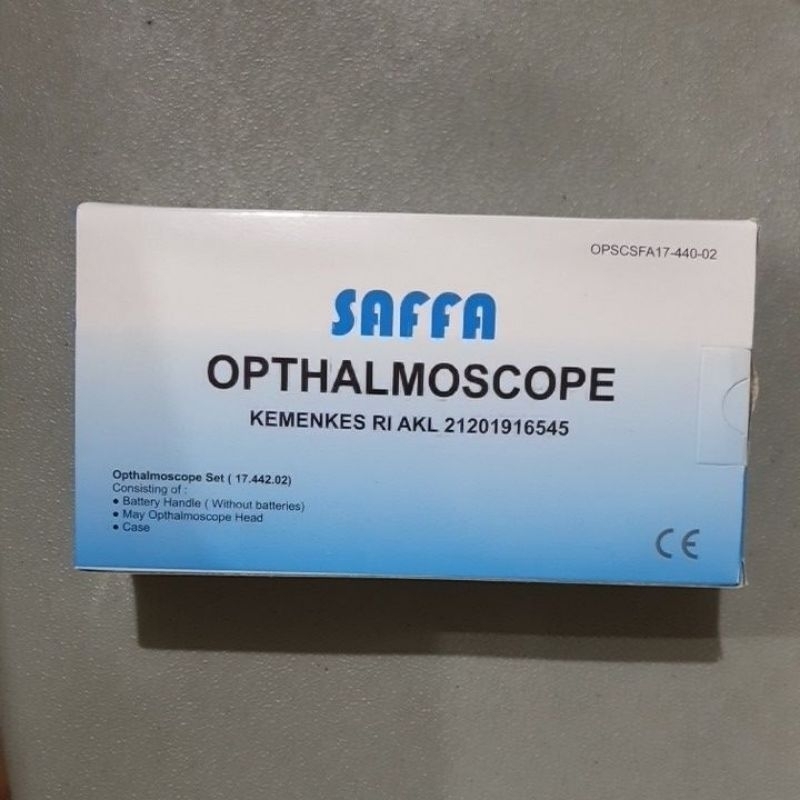 OPSCSFA17-440-02
SAFFA
OPTHALMOSCOPE
KEMENKES RI AKL 21201916545
Opthalmoscope Set ( 17.442.02)
Consisting of :
● Battery Handle ( Without batteries)
● May Opthalmoscope Head
● Case
CE